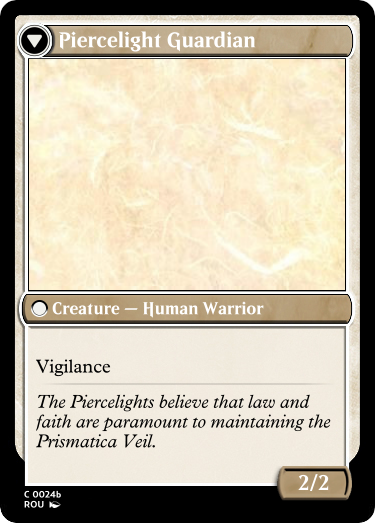 Piercelight Guardian
Creature — Human Warrior
Vigilance
The Piercelights believe that law and
faith are paramount to maintaining the
Prismatica Veil.
2/2
C 0024b
ROU